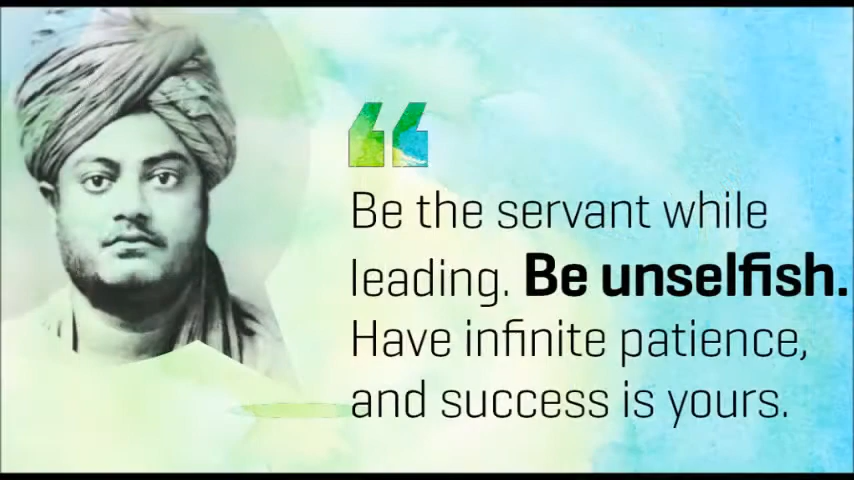 “
Be the servant while
leading. Be unselfish.
Have infinite patience,
and success is yours.